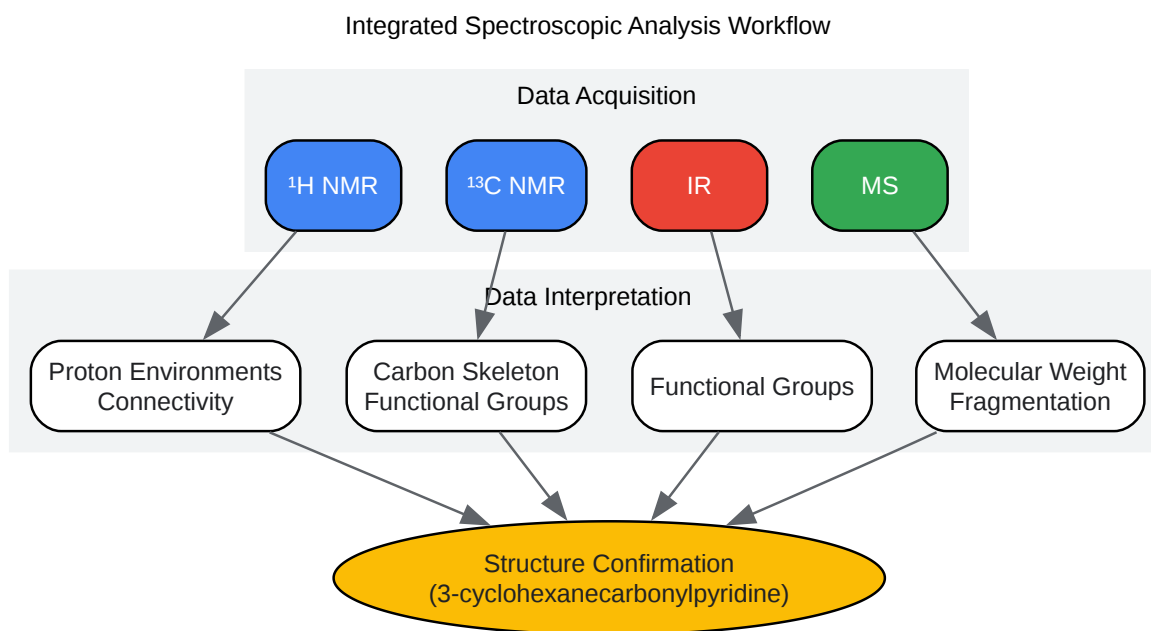 Integrated Spectroscopic Analysis Workflow
Data Acquisition
¹H NMR
¹³C NMR
IR
MS
Data Interpretation
Proton Environments
Connectivity
Carbon Skeleton
Functional Groups
Functional Groups
Molecular Weight
Fragmentation
Structure Confirmation
(3-cyclohexanecarbonylpyridine)